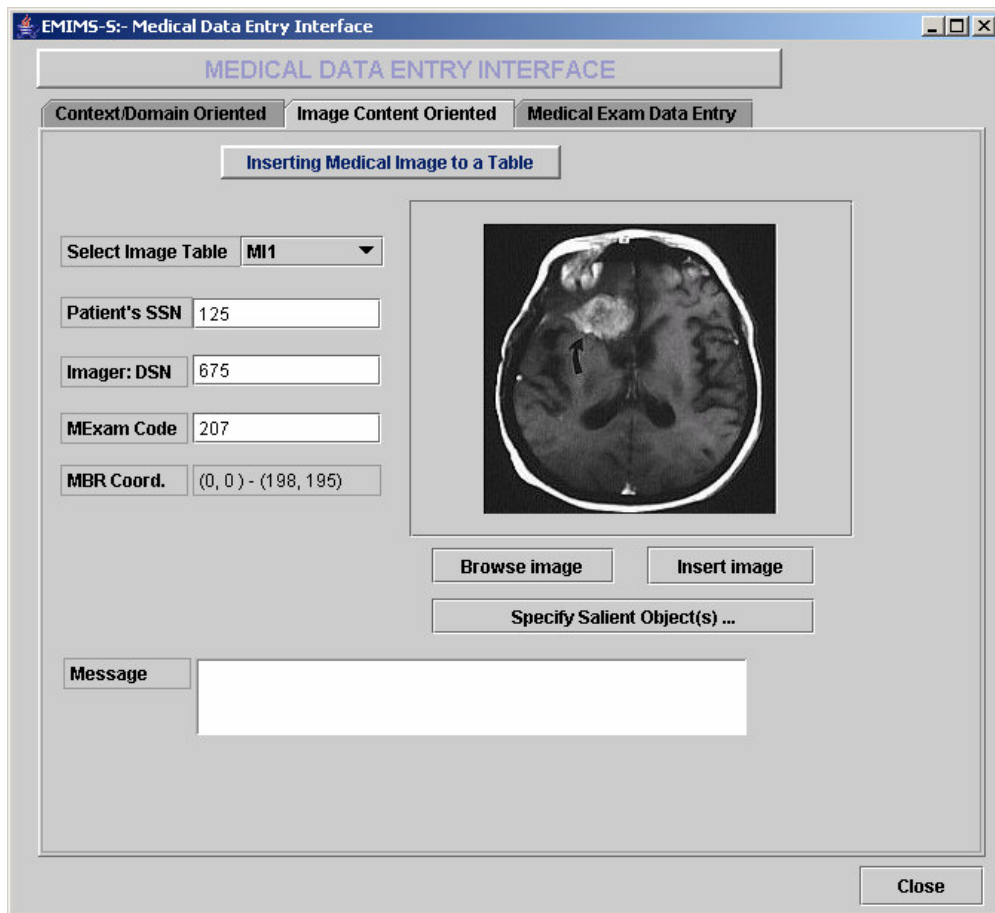 EMIMS-S:- Medical Data Entry Interface
MEDICAL DATA ENTRY INTERFACE
Context/Domain Oriented
Image Content Oriented
Medical Exam Data Entry
Inserting Medical Image to a Table
Select Image Table MI1
Patient's SSN 125
Imager: DSN 675
MExam Code 207
MBR Coord. (0, 0 ) - (198, 195)
Browse image
Insert image
Specify Salient Object(s) ...
Message
Close